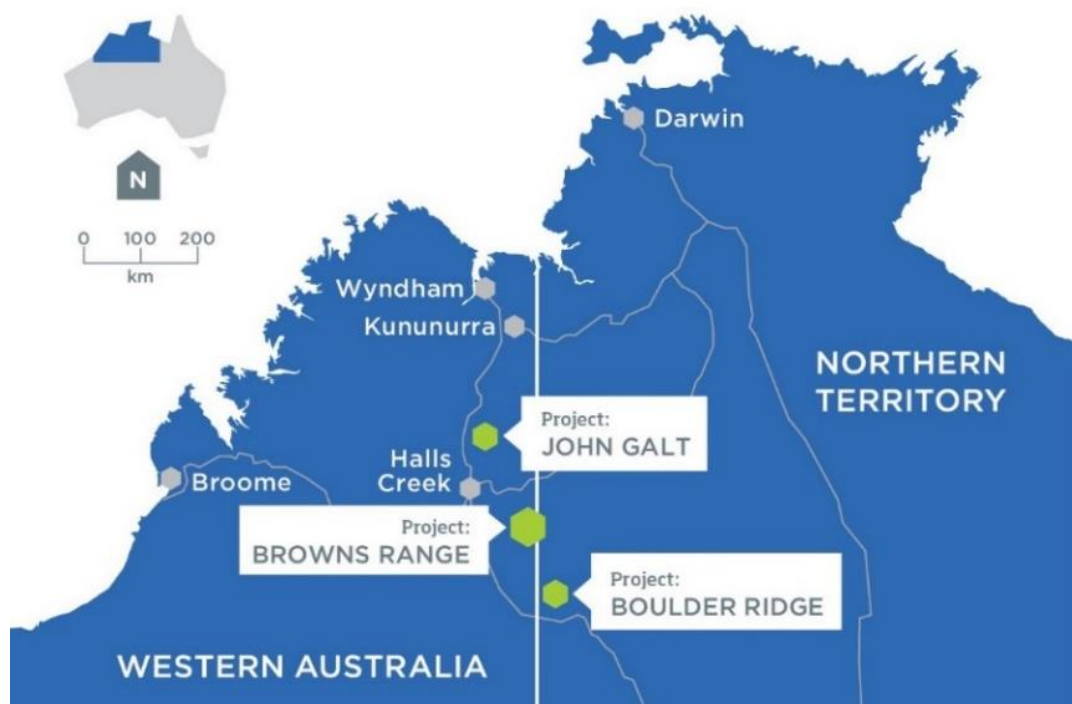 N
0 100 200
km
Darwin
Wyndham
Kununurra
NORTHERN
TERRITORY
Project:
JOHN GALT
Halls
Creek
Broome
Project:
BROWNS RANGE
Project:
BOULDER RIDGE
WESTERN AUSTRALIA